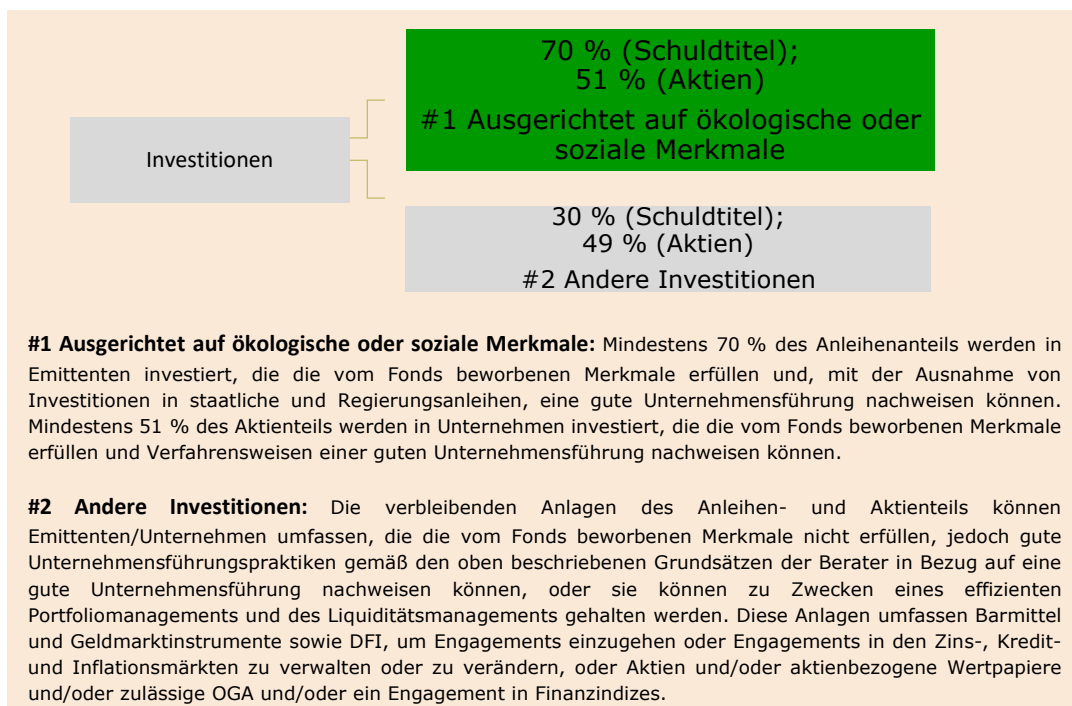 70 % (Schuldtitel);
51 % (Aktien)
#1 Ausgerichtet auf ökologische oder
soziale Merkmale
Investitionen
30 % (Schuldtitel);
49 % (Aktien)
#2 Andere Investitionen
#1 Ausgerichtet auf ökologische oder soziale Merkmale: Mindestens 70 % des Anleihenanteils werden in
Emittenten investiert, die die vom Fonds beworbenen Merkmale erfüllen und, mit der Ausnahme von
Investitionen in staatliche und Regierungsanleihen, eine gute Unternehmensführung nachweisen können.
Mindestens 51 % des Aktienteils werden in Unternehmen investiert, die die vom Fonds beworbenen Merkmale
erfüllen und Verfahrensweisen einer guten Unternehmensführung nachweisen können.
#2 Andere Investitionen: Die verbleibenden Anlagen des Anleihen- und Aktienteils können
Emittenten/Unternehmen umfassen, die die vom Fonds beworbenen Merkmale nicht erfüllen, jedoch gute
Unternehmensführungspraktiken gemäß den oben beschriebenen Grundsätzen der Berater in Bezug auf eine
gute Unternehmensführung nachweisen können, oder sie können zu Zwecken eines effizienten
Portfoliomanagements und des Liquiditätsmanagements gehalten werden. Diese Anlagen umfassen Barmittel
und Geldmarktinstrumente sowie DFI, um Engagements einzugehen oder Engagements in den Zins-, Kredit-
und Inflationsmärkten zu verwalten oder zu verändern, oder Aktien und/oder aktienbezogene Wertpapiere
und/oder zulässige OGA und/oder ein Engagement in Finanzindizes.